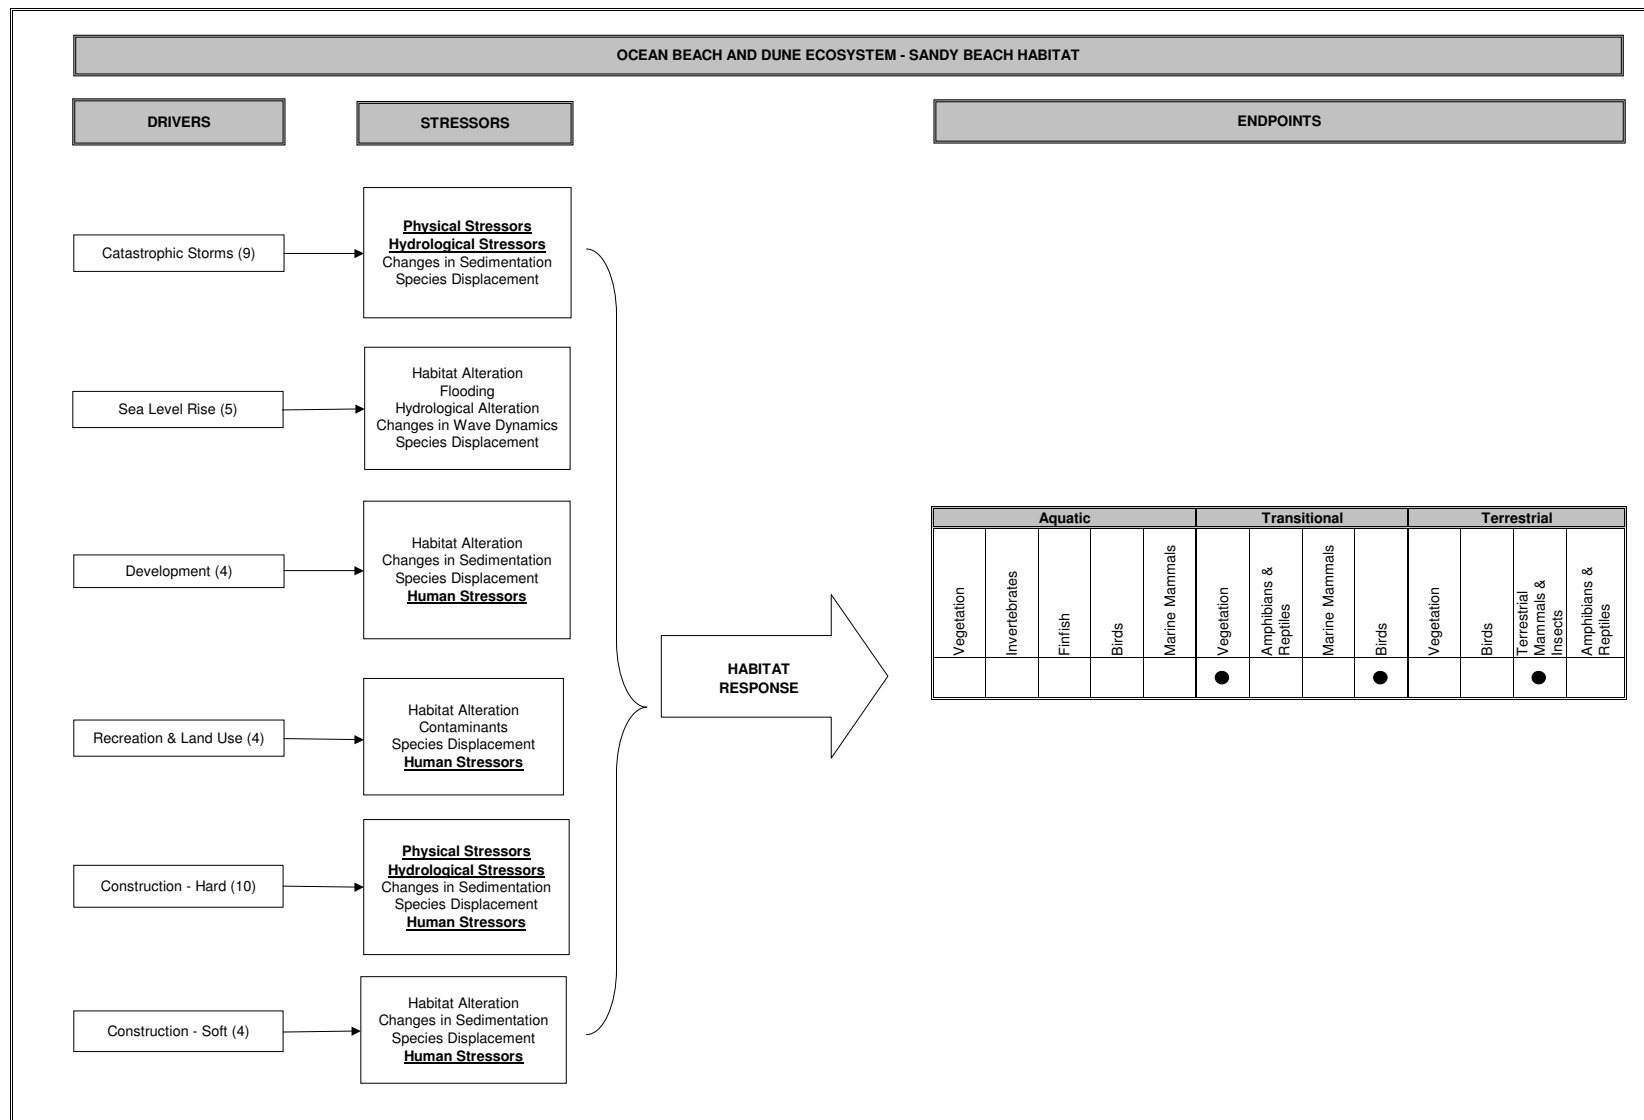 OCEAN BEACH AND DUNE ECOSYSTEM - SANDY BEACH HABITAT
DRIVERS
STRESSORS
ENDPOINTS
Catastrophic Storms (9)
Physical Stressors
Hydrological Stressors
Changes in Sedimentation
Species Displacement
Sea Level Rise (5)
Habitat Alteration
Flooding
Hydrological Alteration
Changes in Wave Dynamics
Species Displacement
Development (4)
Habitat Alteration
Changes in Sedimentation
Species Displacement
Human Stressors
Recreation & Land Use (4)
Habitat Alteration
Contaminants
Species Displacement
Human Stressors
Construction - Hard (10)
Physical Stressors
Hydrological Stressors
Changes in Sedimentation
Species Displacement
Human Stressors
Construction - Soft (4)
Habitat Alteration
Changes in Sedimentation
Species Displacement
Human Stressors
HABITAT
RESPONSE
Aquatic
Transitional
Terrestrial
Vegetation
Invertebrates
Finfish
Birds
Marine Mammals
Vegetation
Amphibians &
Reptiles
Marine Mammals
Birds
Vegetation
Birds
Terrestrial
Mammals &
Insects
Amphibians &
Reptiles